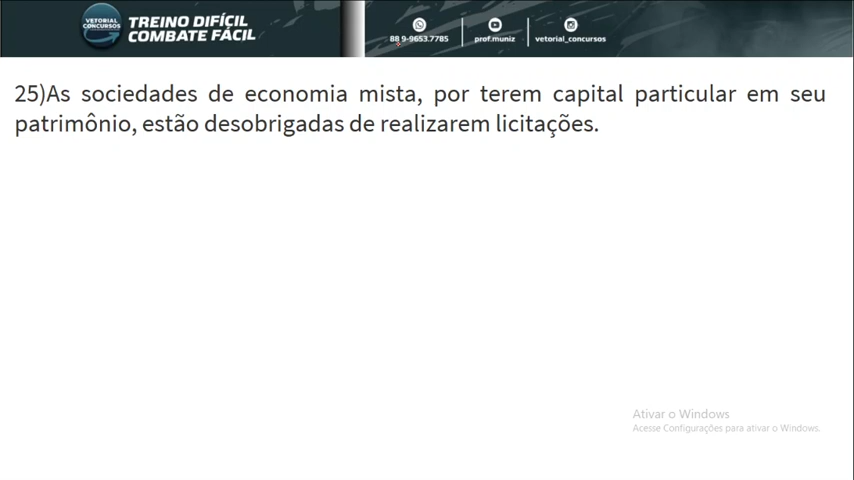 VETORIAL
CONCURSOS
TREINO DIFÍCIL
COMBATE FÁCIL
88 9-9653.7785
prof.muniz
vetorial_concursos
25)As sociedades de economia mista, por terem capital particular em seu
patrimônio, estão desobrigadas de realizarem licitações.
Ativar o Windows
Acesse Configurações para ativar o Windows.